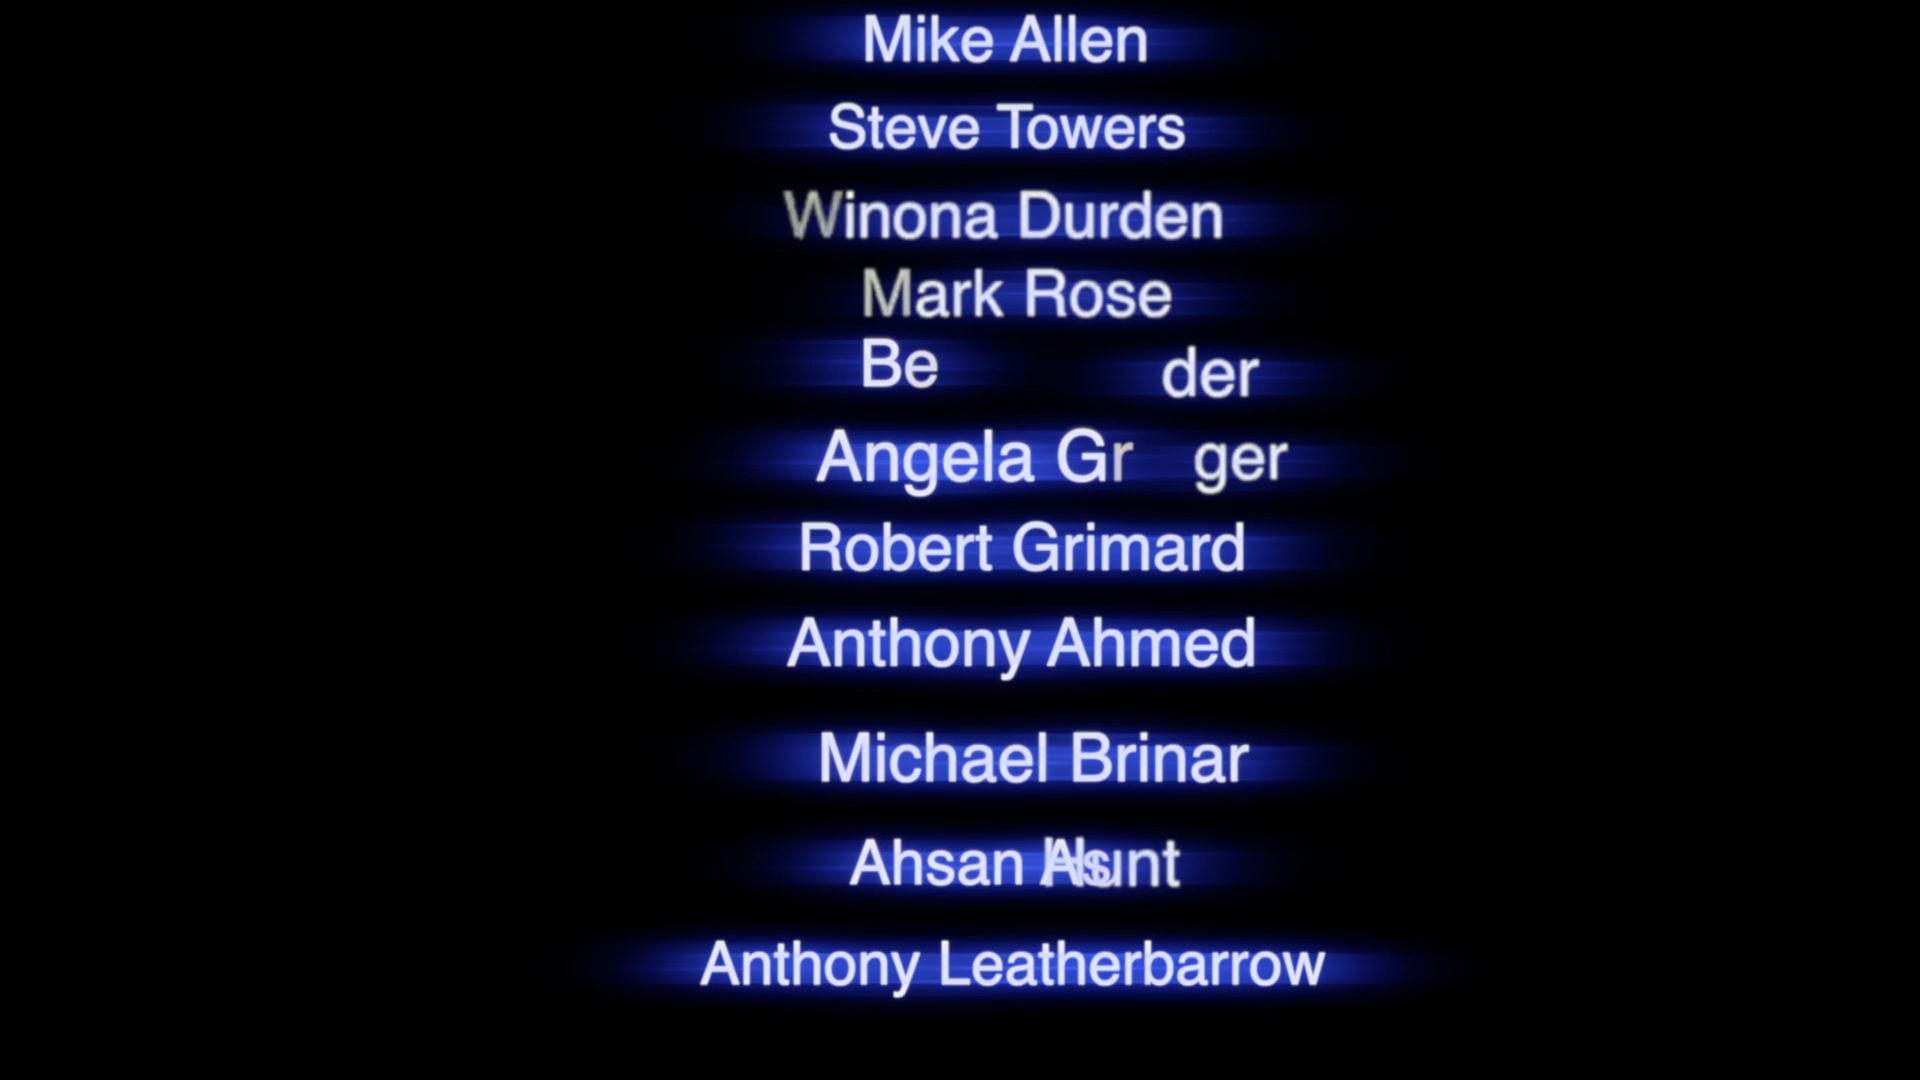 Mike Allen
Steve Towers
Winona Durden
Mark Rose
Be der
Angela Gr ger
Robert Grimard
Anthony Ahmed
Michael Brinar
Ahsan
Anthony Leatherbarrow